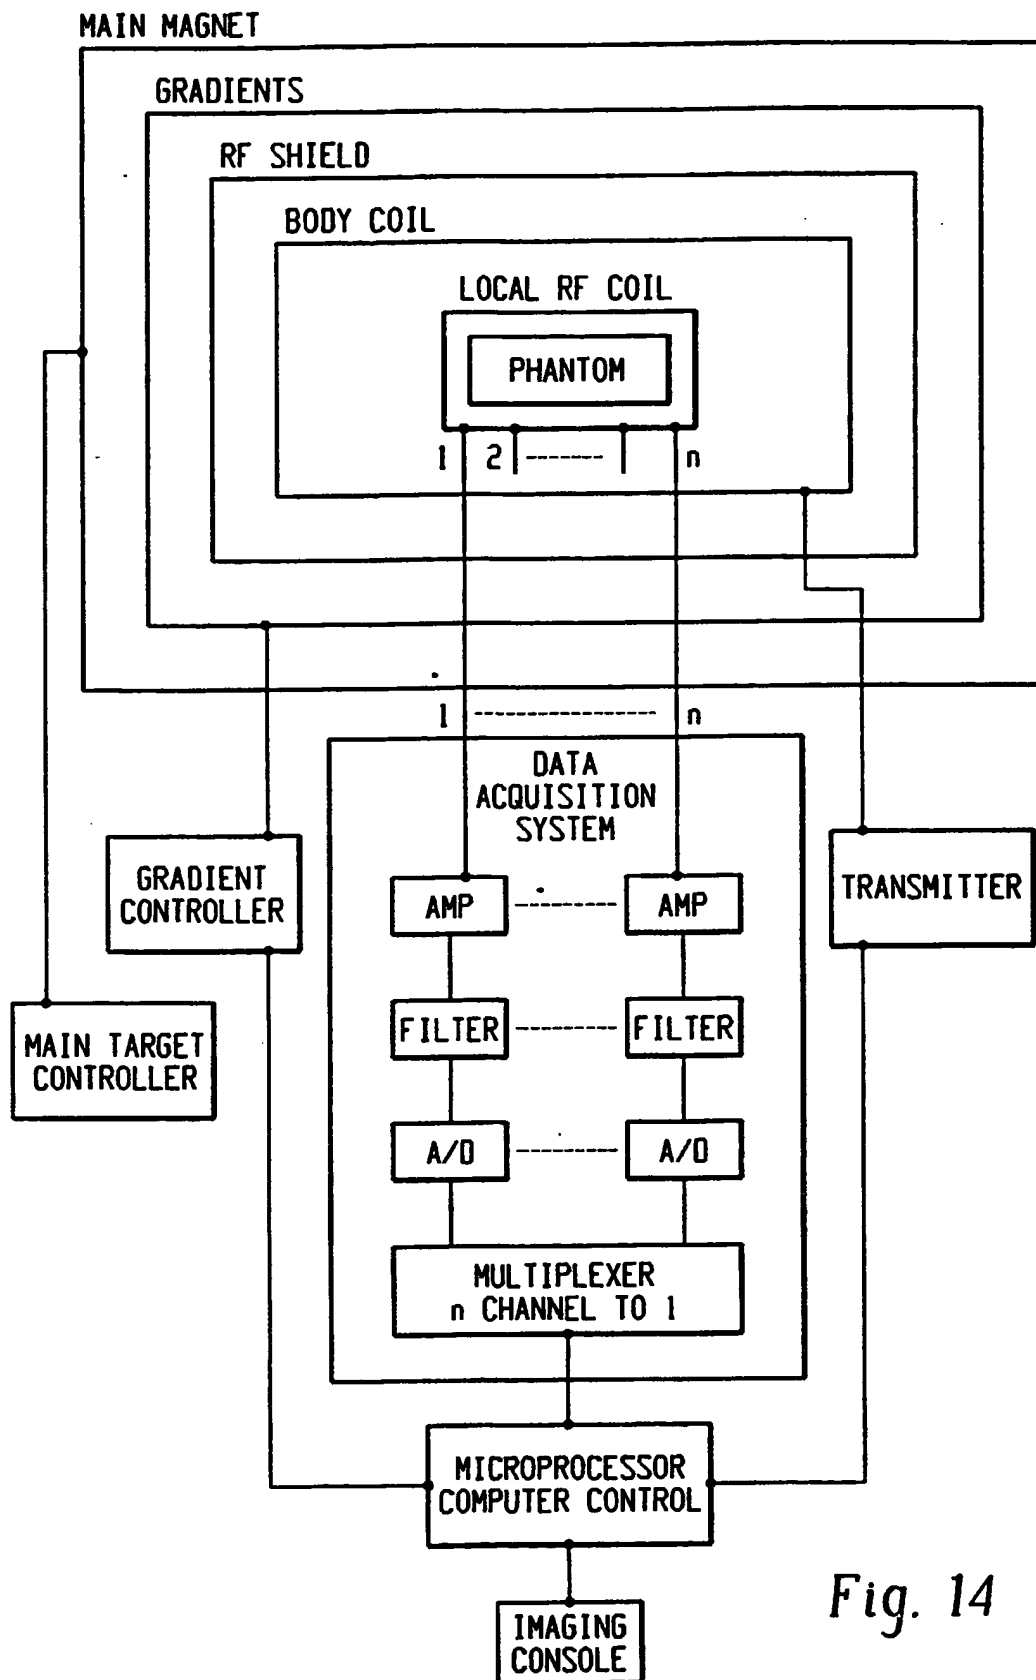 MAIN MAGNET
GRADIENTS
RF SHIELD
BODY COIL
LOCAL RF COIL
PHANTOM
1 2 n
1 n
DATA
ACQUISITION
SYSTEM
GRADIENT
CONTROLLER
AMP AMP
TRANSMITTER
MAIN TARGET
CONTROLLER
FILTER FILTER
A/D A/D
MULTIPLEXER
n CHANNEL TO 1
MICROPROCESSOR
COMPUTER CONTROL
IMAGING
CONSOLE
Fig. 14